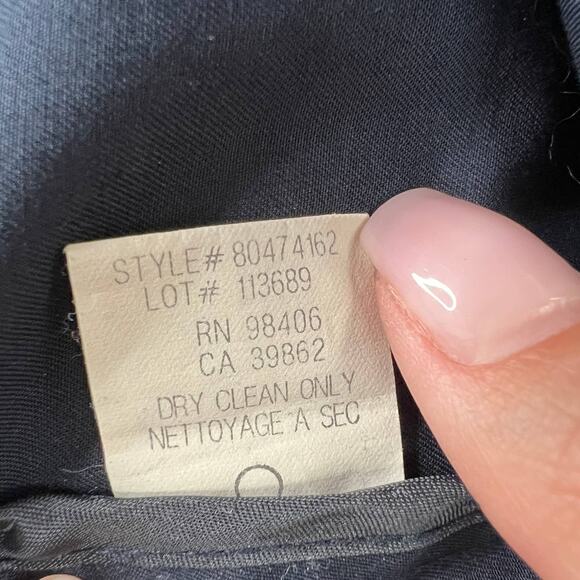 STYLE# 80474162
LOT# 113689
RN 98406
CA 39862
DRY CLEAN ONLY
NETTOYAGE A SEC